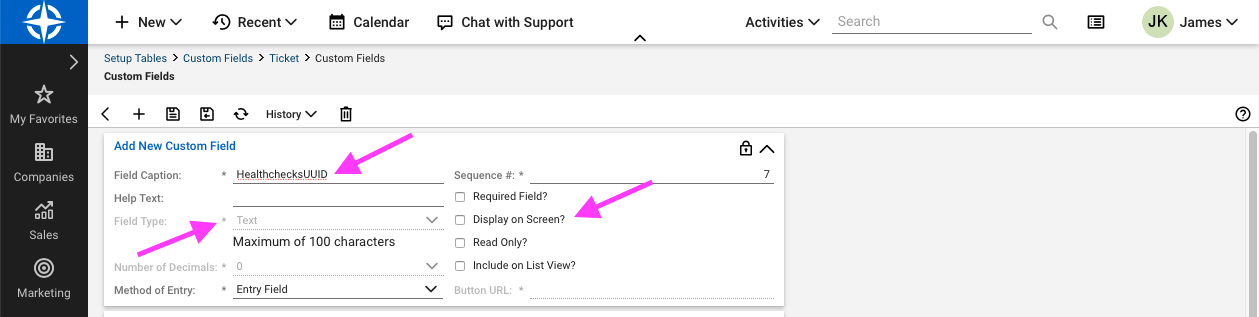 New Recent Calendar Chat with Support Activities Search JK James
Setup Tables > Custom Fields > Ticket > Custom Fields
Custom Fields
My Favorites
Companies
Sales
Marketing
History
Add New Custom Field
Field Caption: * HealthchecksUUID Sequence #: * 7
Help Text: Required Field?
Field Type: * Text Display on Screen?
Maximum of 100 characters Read Only?
Number of Decimals: * 0 Include on List View?
Method of Entry: * Entry Field Button URL: *